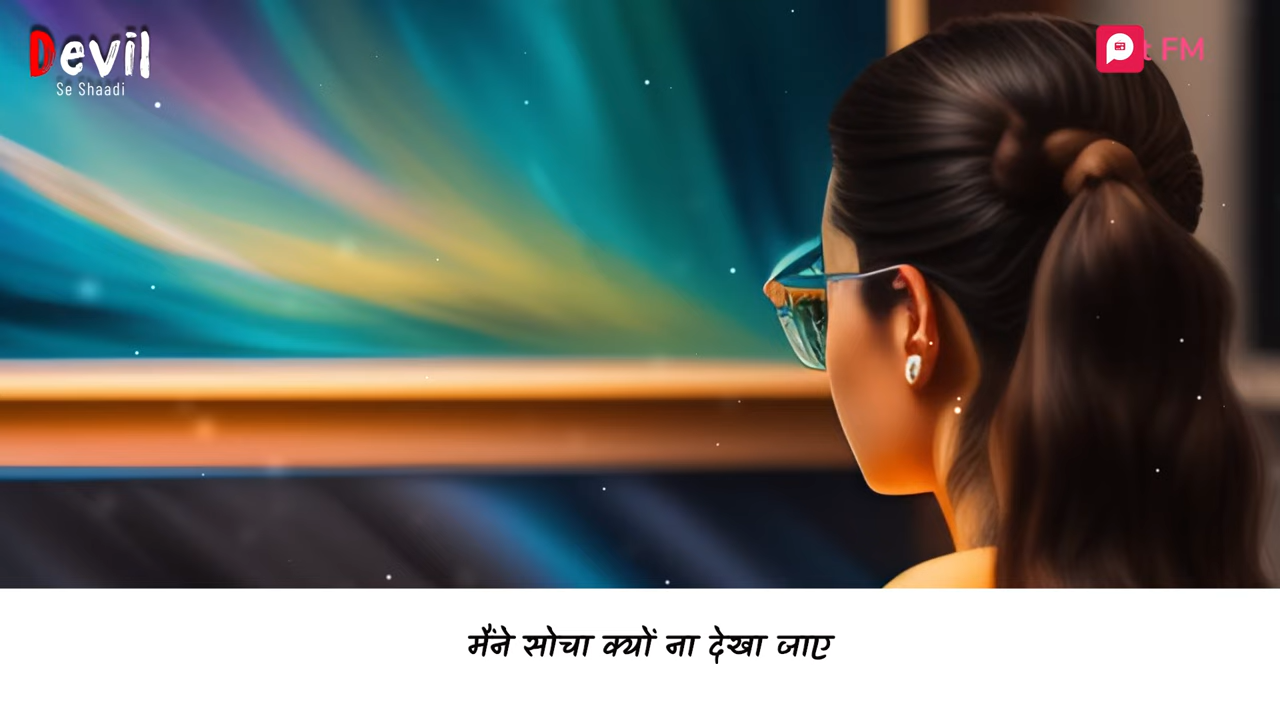 Devil
Se Shaadi
t FM
मैंने सोचा क्यों ना देखा जाए